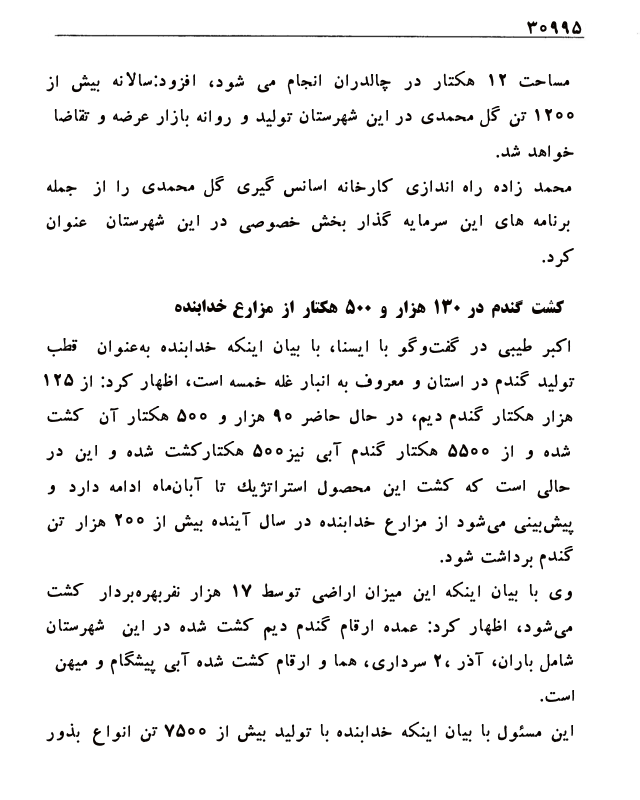 ۳۰۹۹۵
مساحت ۱۲ هکتار در چالدران انجام می شود، افزود:سالانه بیش از
۱۲۰۰ تن گل محمدی در این شهرستان تولید و روانه بازار عرضه و تقاضا
خواهد شد.
محمد زاده راه اندازی کارخانه اسانس گیری گل محمدی را از جمله
برنامه های این سرمایه گذار بخش خصوصی در این شهرستان عنوان
کرد.
کشت گندم در ۱۳۰ هزار و ۵۰۰ هکتار از مزارع خدابنده
اکبر طیبی در گفت‌وگو با ایسنا، با بیان اینکه خدابنده به‌عنوان قطب
تولید گندم در استان و معروف به انبار غله خمسه است، اظهار کرد: از ۱۲۵
هزار هکتار گندم دیم، در حال حاضر ۹۰ هزار و ۵۰۰ هکتار آن کشت
شده و از ۵۵۰۰ هکتار گندم آبی نیز۵۰۰ هکتارکشت شده و این در
حالی است که کشت این محصول استراتژیك تا آبان‌ماه ادامه دارد و
پیش‌بینی می‌شود از مزارع خدابنده در سال آینده بیش از ۲۰۰ هزار تن
گندم برداشت شود.
وی با بیان اینکه این میزان اراضی توسط ۱۷ هزار نفربهره‌بردار کشت
می‌شود، اظهار کرد: عمده ارقام گندم دیم کشت شده در این شهرستان
شامل باران، آذر ،۲ سرداری، هما و ارقام کشت شده آبی پیشگام و میهن
است.
این مسئول با بیان اینکه خدابنده با تولید بیش از ۷۵۰۰ تن انواع بذور